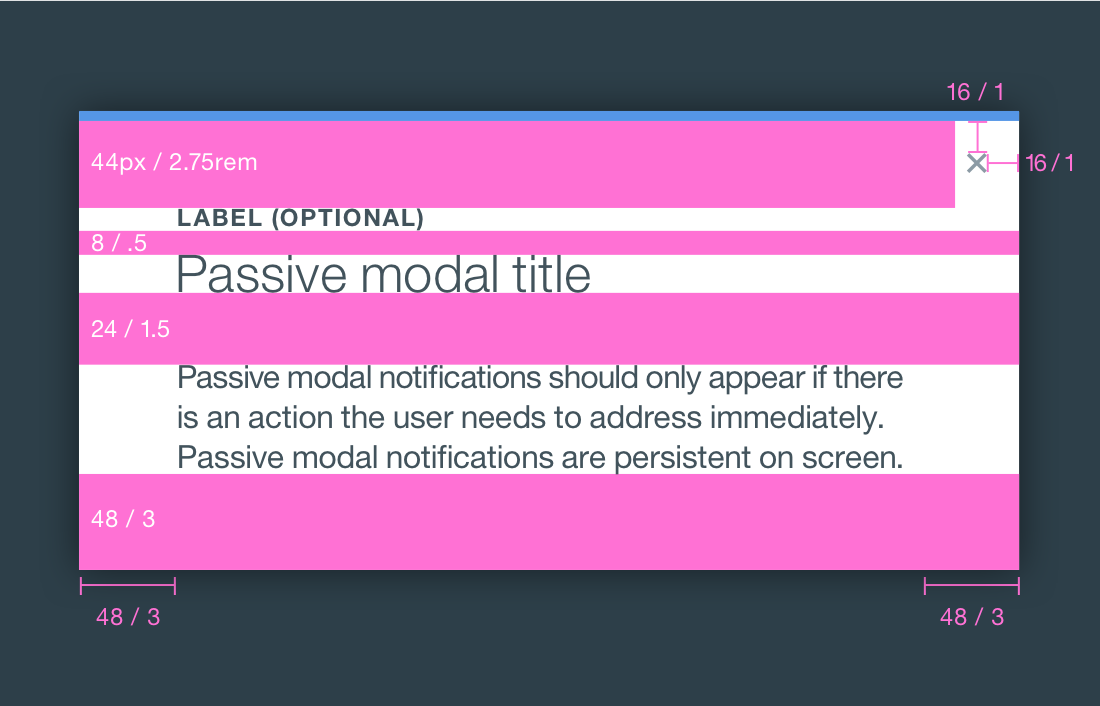 16 / 1
44px / 2.75rem
16 / 1
LABEL (OPTIONAL)
8 / .5
Passive modal title
24 / 1.5
Passive modal notifications should only appear if there
is an action the user needs to address immediately.
Passive modal notifications are persistent on screen.
48 / 3
48 / 3
48 / 3